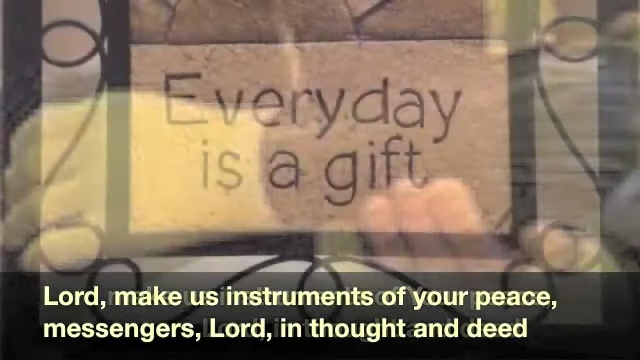 Everyday
is a gift
Lord, make us instruments of your peace,
messengers, Lord, in thought and deed